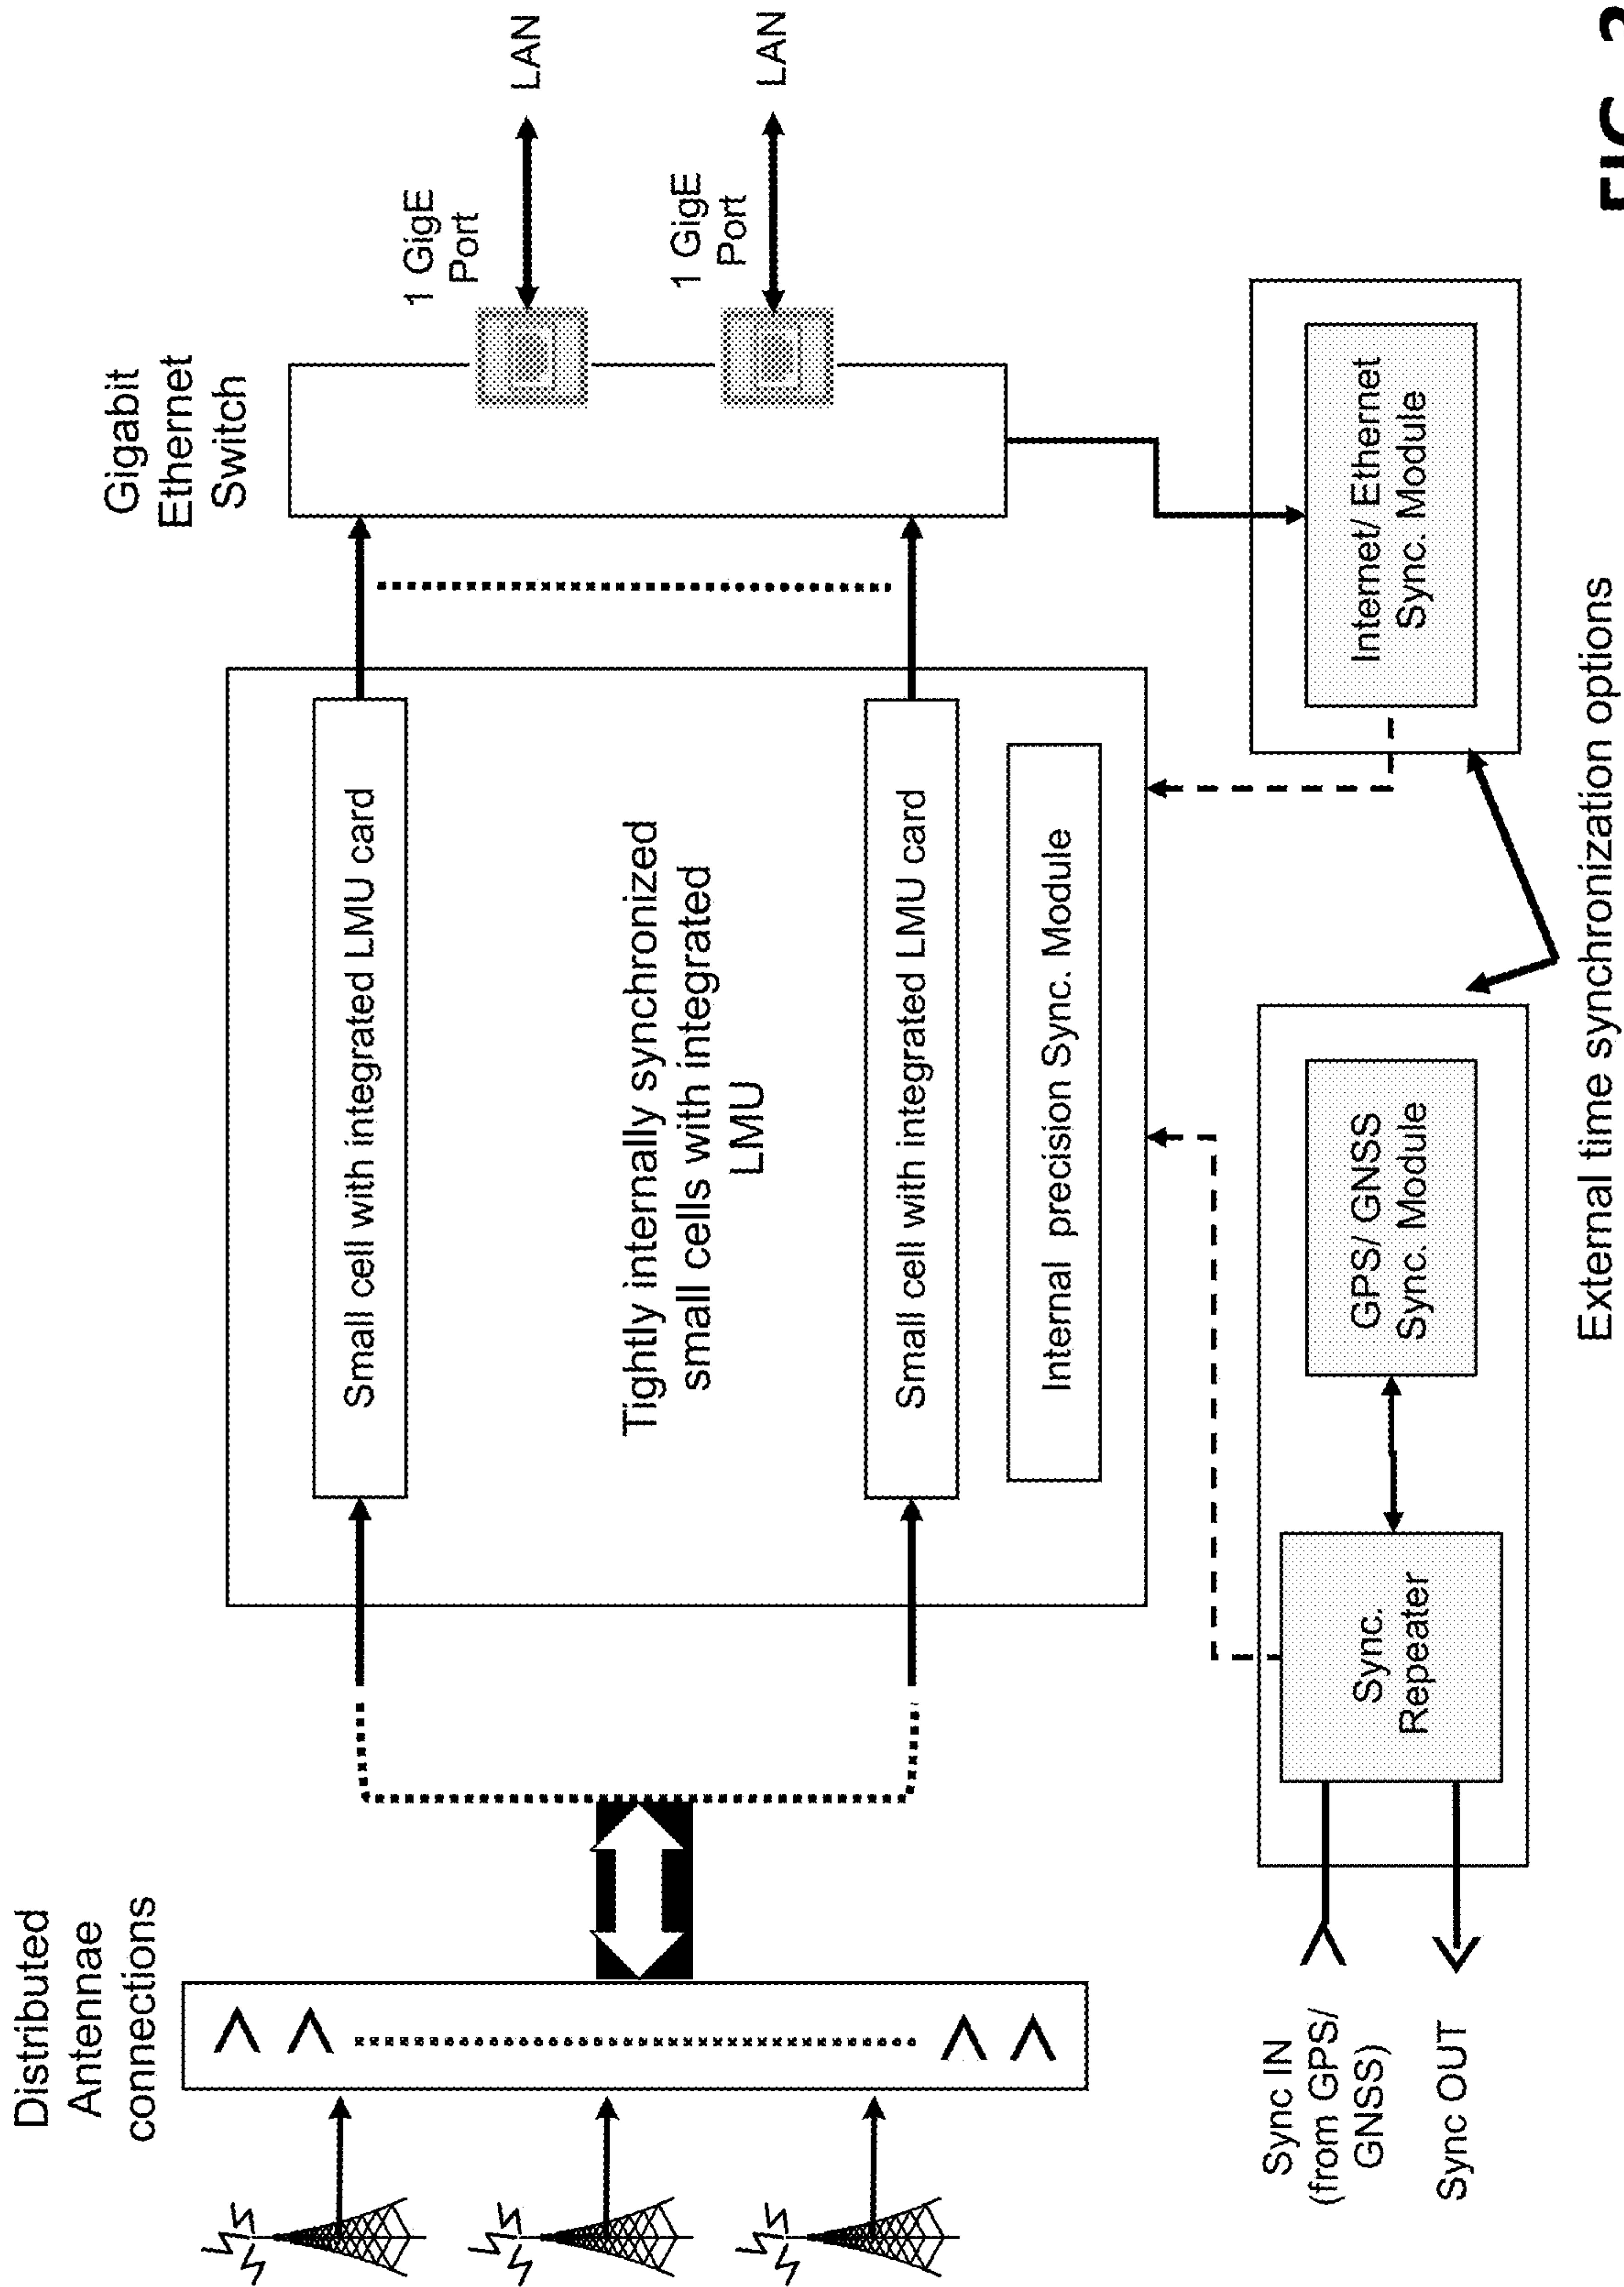 Distributed
Antennae
connections
Gigabit
Ethernet
Switch
Small cell with integrated LMU card
Tightly internally synchronized
small cells with integrated
LMU
Small cell with integrated LMU card
Internal precision Sync. Module
1 GigE
Port
LAN
1 GigE
Port
LAN
Sync IN
(from GPS/
GNSS)
Sync OUT
Sync.
Repeater
GPS/ GNSS
Sync. Module
Internet/ Ethernet
Sync. Module
External time synchronization options
FIG.